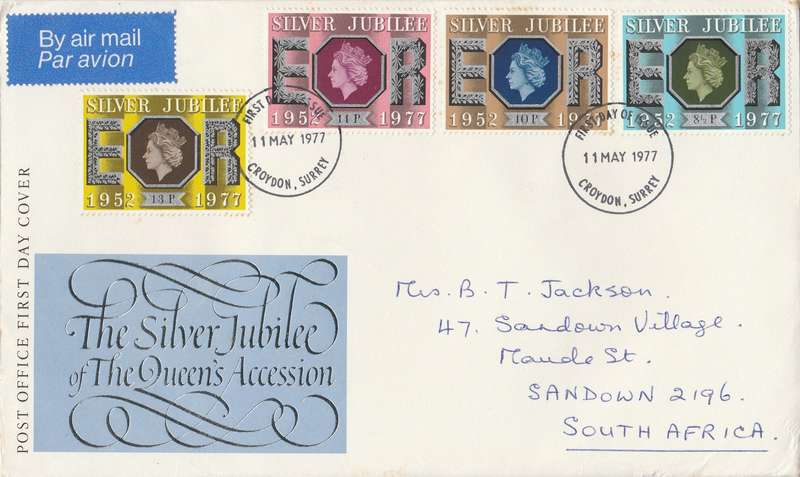 By air mail
Par avion
SILVER JUBILEE
E R
1952 11P 1977
SILVER JUBILEE
E R
1952 10P 1977
SILVER JUBILEE
E R
1952 8½P 1977
SILVER JUBILEE
E R
1952 13P 1977
FIRST DAY OF ISSUE
11 MAY 1977
CROYDON, SURREY
FIRST DAY OF ISSUE
11 MAY 1977
CROYDON, SURREY
POST OFFICE FIRST DAY COVER
The Silver Jubilee
of The Queen's Accession
Mrs. B. T. Jackson.
47. Sandown Village.
Maude St.
SANDOWN 2196.
SOUTH AFRICA.